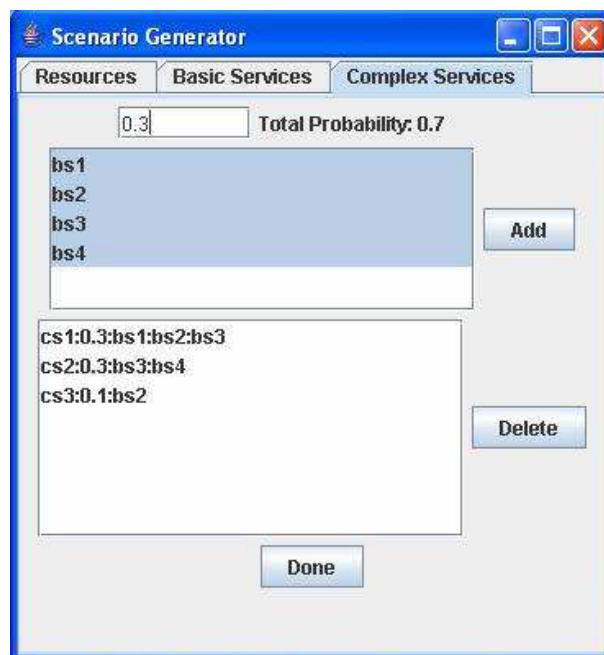 Scenario Generator
Resources Basic Services Complex Services
0.3 Total Probability: 0.7
bs1
bs2
bs3
bs4
Add
cs1:0.3:bs1:bs2:bs3
cs2:0.3:bs3:bs4
cs3:0.1:bs2
Delete
Done